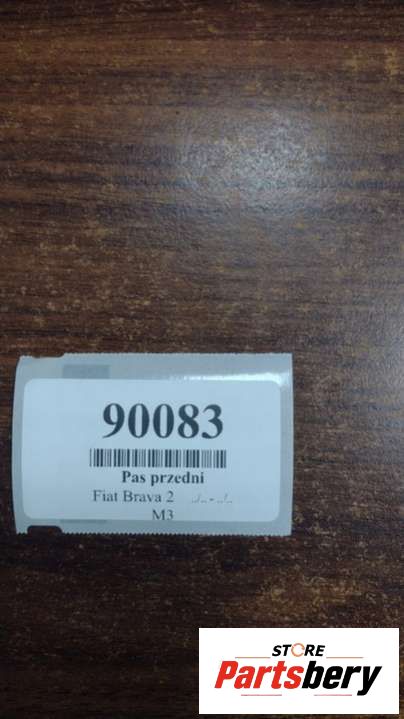 90083
Pas przedni
Fiat Brava 2 ../.. - ../..
M3
STORE
Partsbery